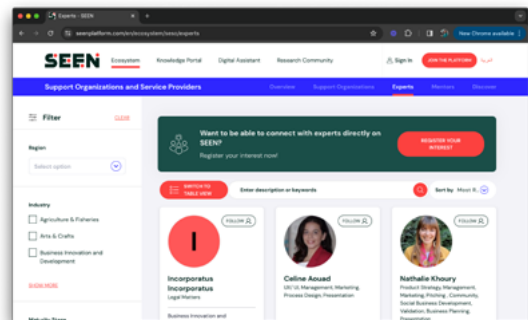 Experts - SEEN
New Chrome available
seenplatform.com/en/ecosystem/seso/experts
SEEN
Ecosystem
Knowledge Portal
Digital Assistant
Research Community
Sign In
JOIN THE PLATFORM
العربية
Support Organizations and Service Providers
Overview
Support Organizations
Experts
Mentors
Discover
Filter
CLEAR
Region
Select option
Industry
Agriculture & Fisheries
Arts & Crafts
Business Innovation and
Development
SHOW MORE
Maturity Stage
Want to be able to connect with experts directly on
SEEN?
Register your interest now!
REGISTER YOUR
INTEREST
SWITCH TO
TABLE VIEW
Enter description or keywords
Sort by Most R..
FOLLOW
I
Incorporatus
Incorporatus
Legal Matters
Business Innovation and
FOLLOW
Celine Aouad
UX/ UI, Management, Marketing,
Process Design, Presentation
FOLLOW
Nathalie Khoury
Product Strategy, Management,
Marketing, Pitching , Community,
Social Business Development,
Validation, Business Planning,
Presentation